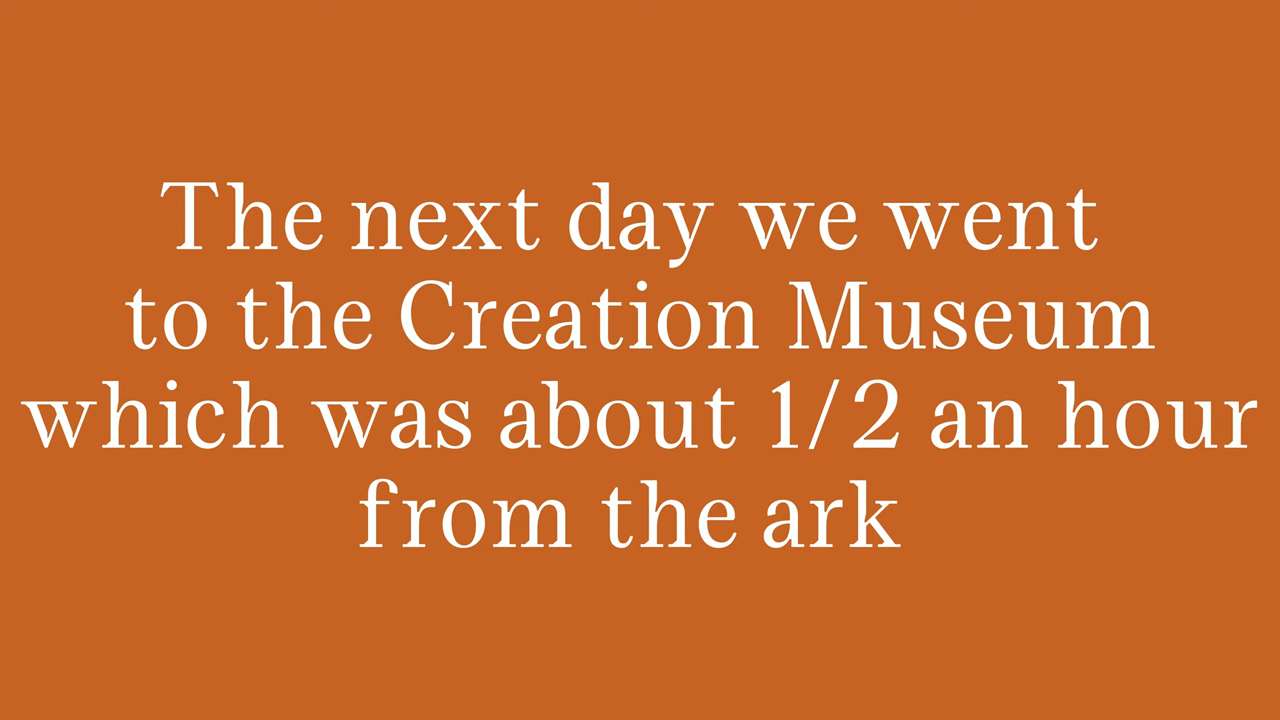 The next day we went
to the Creation Museum
which was about 1/2 an hour
from the ark